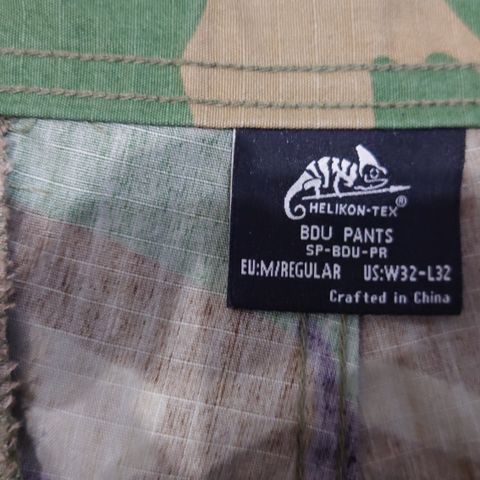 HELIKON-TEX®
BDU PANTS
SP-BDU-PR
EU:M/REGULAR US:W32-L32
Crafted in China